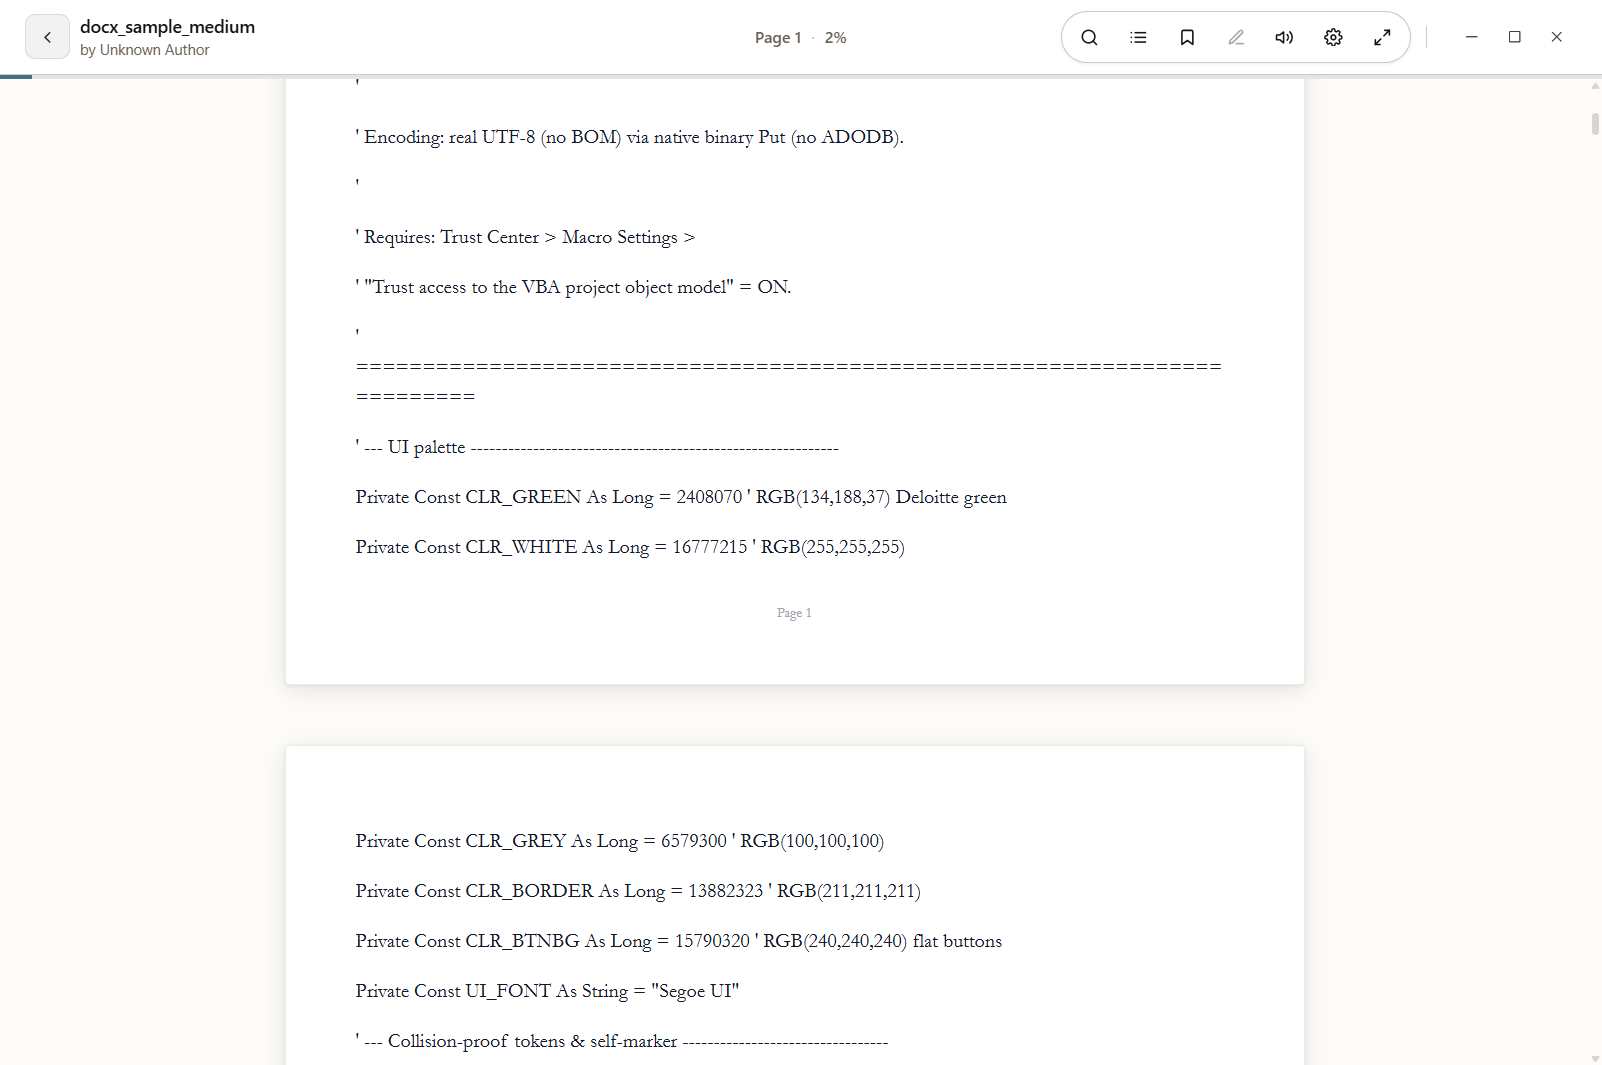 docx_sample_medium
by Unknown Author
Page 1 · 2%
'
' Encoding: real UTF-8 (no BOM) via native binary Put (no ADODB).
'
' Requires: Trust Center > Macro Settings >
' "Trust access to the VBA project object model" = ON.
'
=================================================================
=========
' --- UI palette -----------------------------------------------------------
Private Const CLR_GREEN As Long = 2408070 ' RGB(134,188,37) Deloitte green
Private Const CLR_WHITE As Long = 16777215 ' RGB(255,255,255)
Page 1
Private Const CLR_GREY As Long = 6579300 ' RGB(100,100,100)
Private Const CLR_BORDER As Long = 13882323 ' RGB(211,211,211)
Private Const CLR_BTNBG As Long = 15790320 ' RGB(240,240,240) flat buttons
Private Const UI_FONT As String = "Segoe UI"
' --- Collision-proof tokens & self-marker ---------------------------------